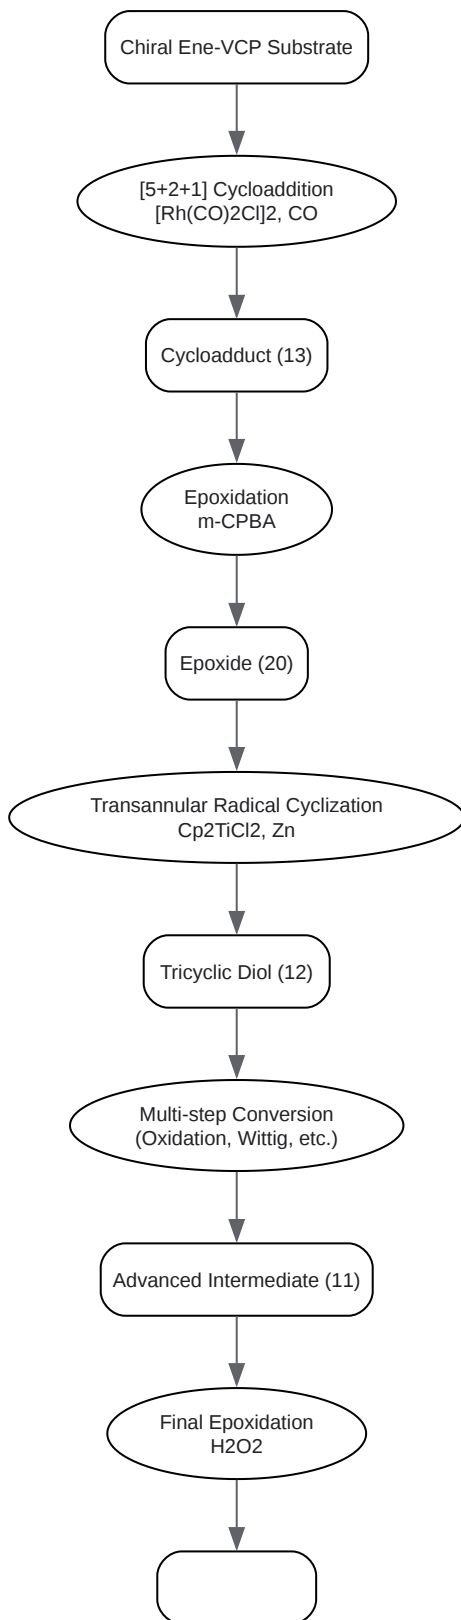 Chiral Ene-VCP Substrate
[5+2+1] Cycloaddition
[Rh(CO)2Cl]2, CO
Cycloadduct (13)
Epoxidation
m-CPBA
Epoxide (20)
Transannular Radical Cyclization
Cp2TiCl2, Zn
Tricyclic Diol (12)
Multi-step Conversion
(Oxidation, Wittig, etc.)
Advanced Intermediate (11)
Final Epoxidation
H2O2